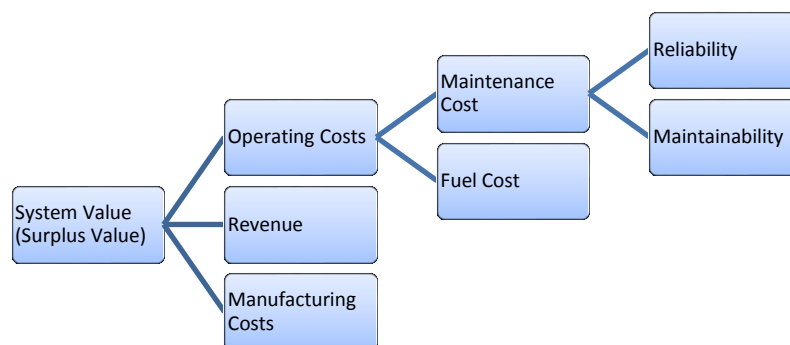 System Value
(Surplus Value)
Operating Costs
Maintenance
Cost
Reliability
Maintainability
Fuel Cost
Revenue
Manufacturing
Costs